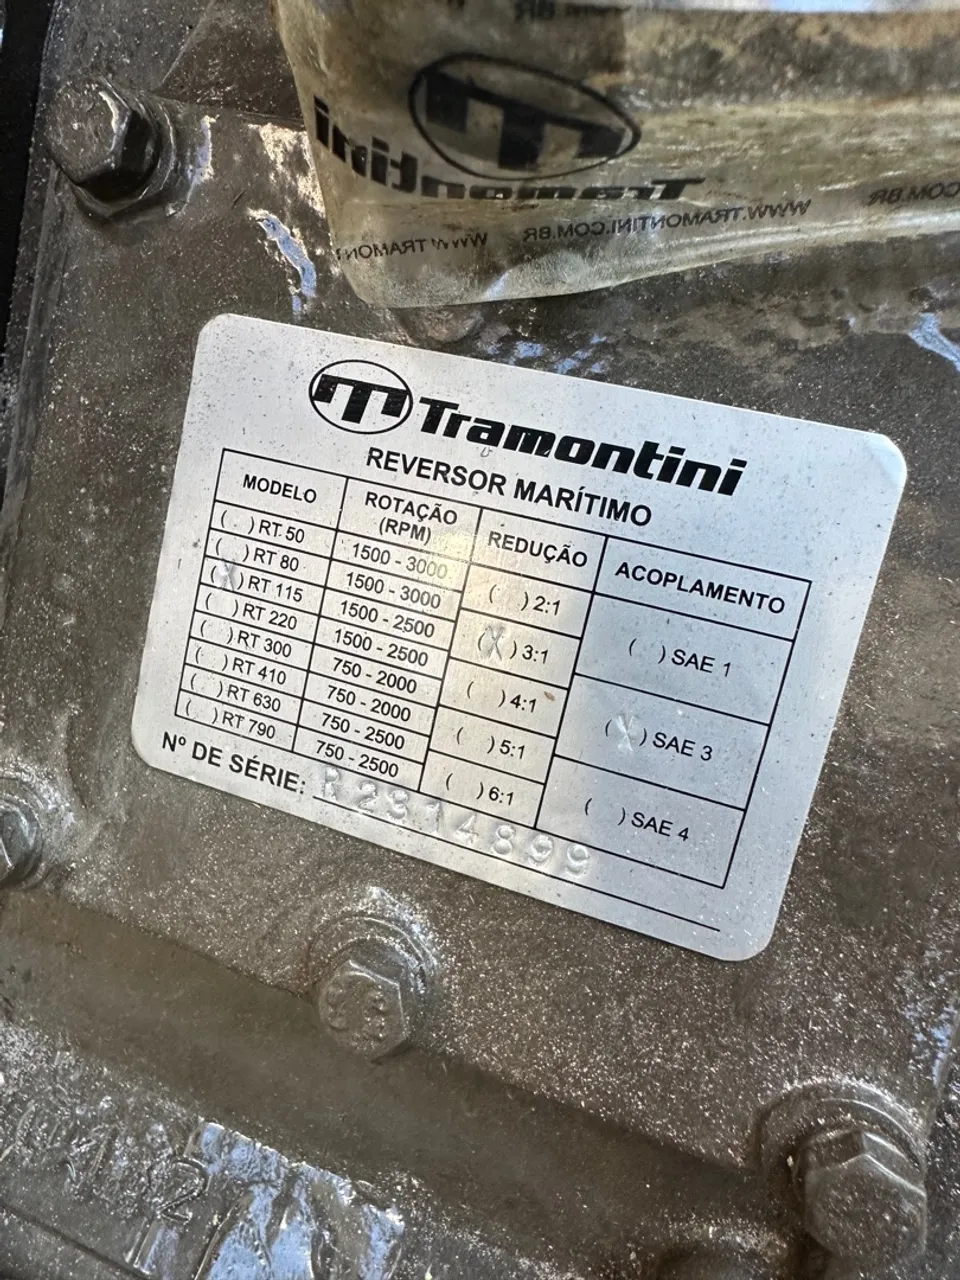 .BR
Tramontini
WWW.TRAMONTINI.COM.BR
WWW.TRAMONTINI.COM.BR
Tramontini
REVERSOR MARÍTIMO
MODELO ROTAÇÃO (RPM) REDUÇÃO ACOPLAMENTO
( ) RT 50 1500 - 3000
( ) RT 80 1500 - 3000
(X) RT 115 1500 - 2500
( ) RT 220 1500 - 2500
( ) RT 300 750 - 2000
( ) RT 410 750 - 2000
( ) RT 630 750 - 2500
( ) RT 790 750 - 2500
( ) 2:1
(X) 3:1
( ) 4:1
( ) 5:1
( ) 6:1
( ) SAE 1
(X) SAE 3
( ) SAE 4
Nº DE SÉRIE: R2314899